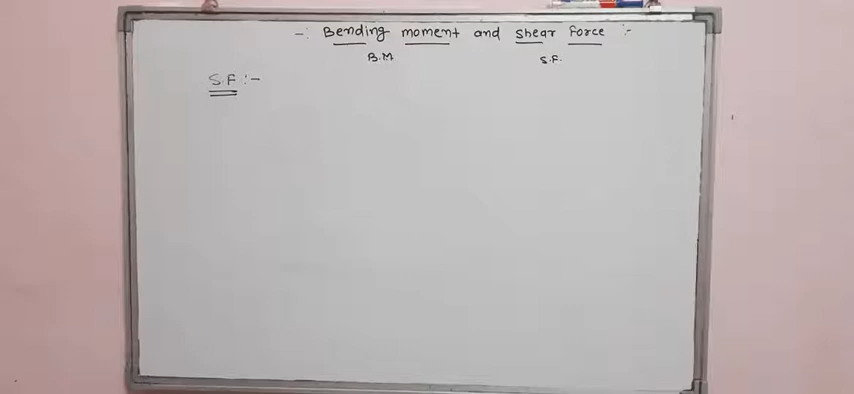 -: Bending moment and shear force :-
B.M S.F.
S.F :-